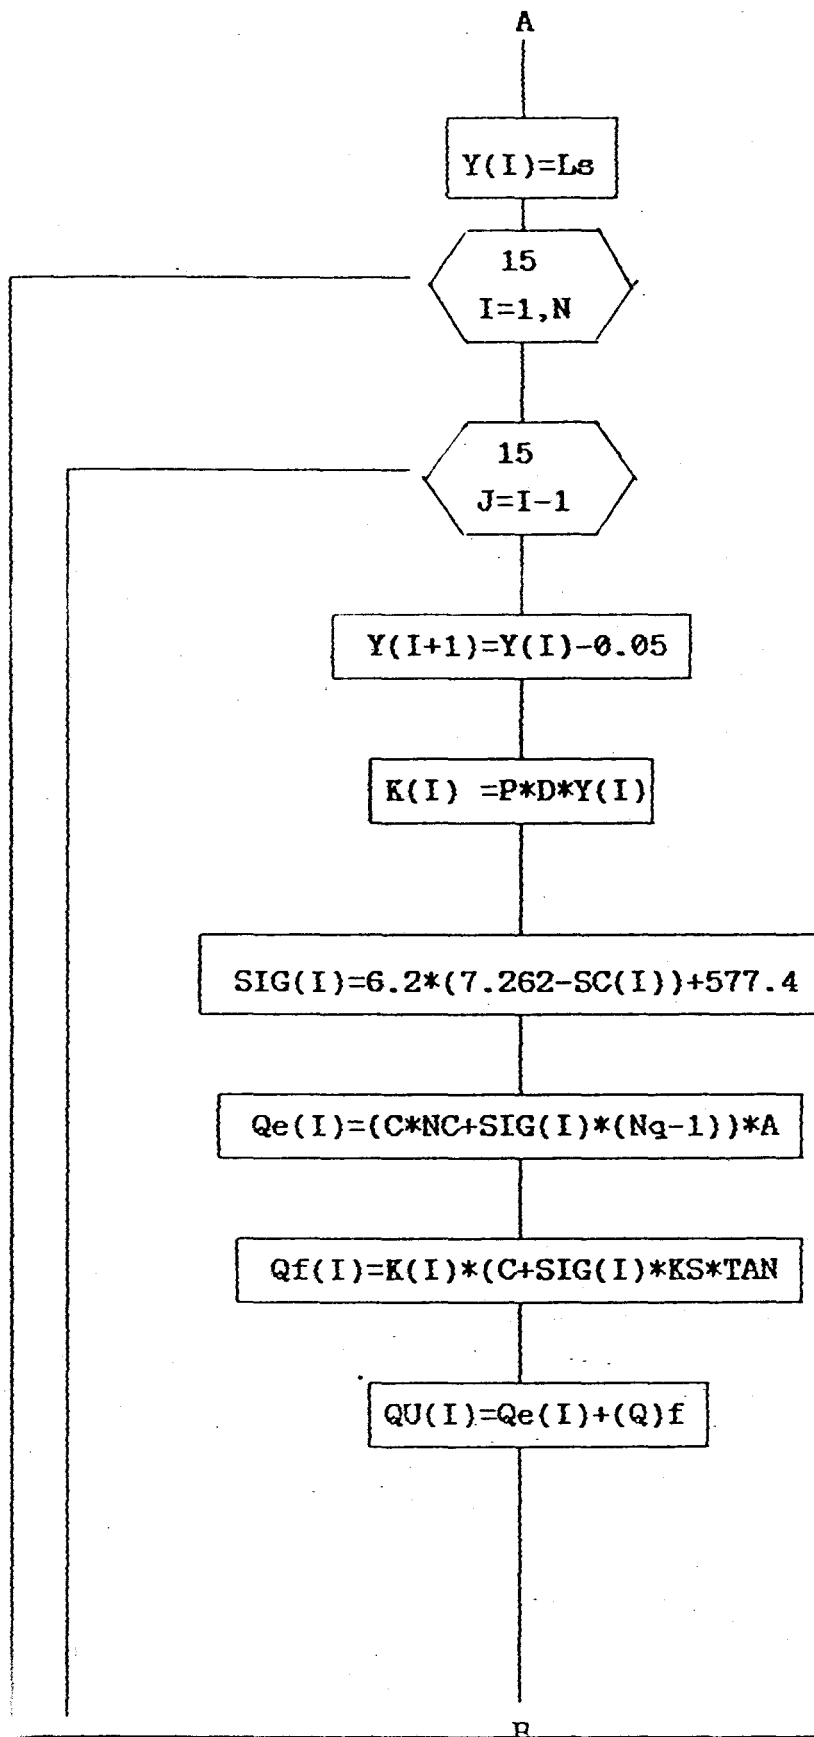 A
Y(I)=Ls
15
I=1,N
15
J=I-1
Y(I+1)=Y(I)-0.05
K(I) =P*D*Y(I)
SIG(I)=6.2*(7.262-SC(I))+577.4
Qe(I)=(C*NC+SIG(I)*(Nq-1))*A
Qf(I)=K(I)*(C+SIG(I)*KS*TAN
QU(I)=Qe(I)+(Q)f